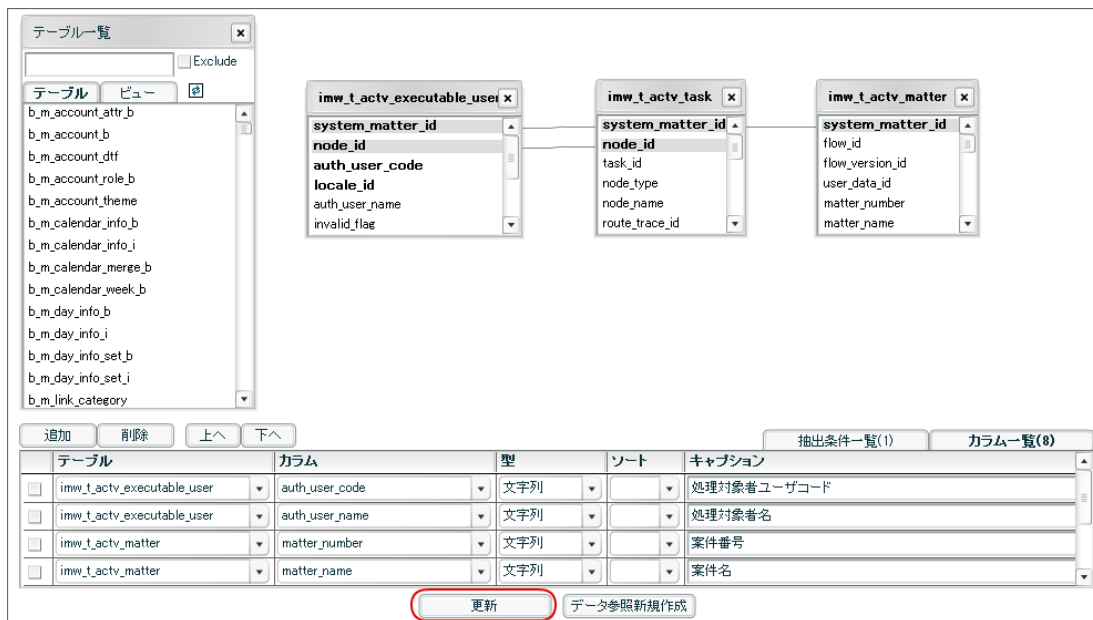 テーブル一覧
Exclude
テーブル ビュー
b_m_account_attr_b
b_m_account_b
b_m_account_dtf
b_m_account_role_b
b_m_account_theme
b_m_calendar_info_b
b_m_calendar_info_i
b_m_calendar_merge_b
b_m_calendar_week_b
b_m_day_info_b
b_m_day_info_i
b_m_day_info_set_b
b_m_day_info_set_i
b_m_link_category
imw_t_actv_executable_user
system_matter_id
node_id
auth_user_code
locale_id
auth_user_name
invalid_flag
imw_t_actv_task
system_matter_id
node_id
task_id
node_type
node_name
route_trace_id
imw_t_actv_matter
system_matter_id
flow_id
flow_version_id
user_data_id
matter_number
matter_name
追加 削除 上へ 下へ 抽出条件一覧(1) カラム一覧(8)
テーブル カラム 型 ソート キャプション
imw_t_actv_executable_user auth_user_code 文字列 処理対象者ユーザコード
imw_t_actv_executable_user auth_user_name 文字列 処理対象者名
imw_t_actv_matter matter_number 文字列 案件番号
imw_t_actv_matter matter_name 文字列 案件名
更新 データ参照新規作成